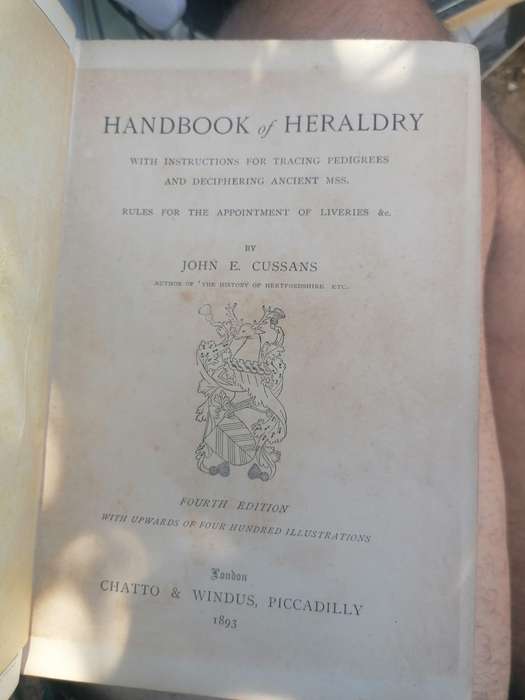 HANDBOOK of HERALDRY
WITH INSTRUCTIONS FOR TRACING PEDIGREES
AND DECIPHERING ANCIENT MSS.
RULES FOR THE APPOINTMENT OF LIVERIES &c.
BY
JOHN E. CUSSANS
AUTHOR OF 'THE HISTORY OF HERTFORDSHIRE, ETC.
FOURTH EDITION
WITH UPWARDS OF FOUR HUNDRED ILLUSTRATIONS
London
CHATTO & WINDUS, PICCADILLY
1893